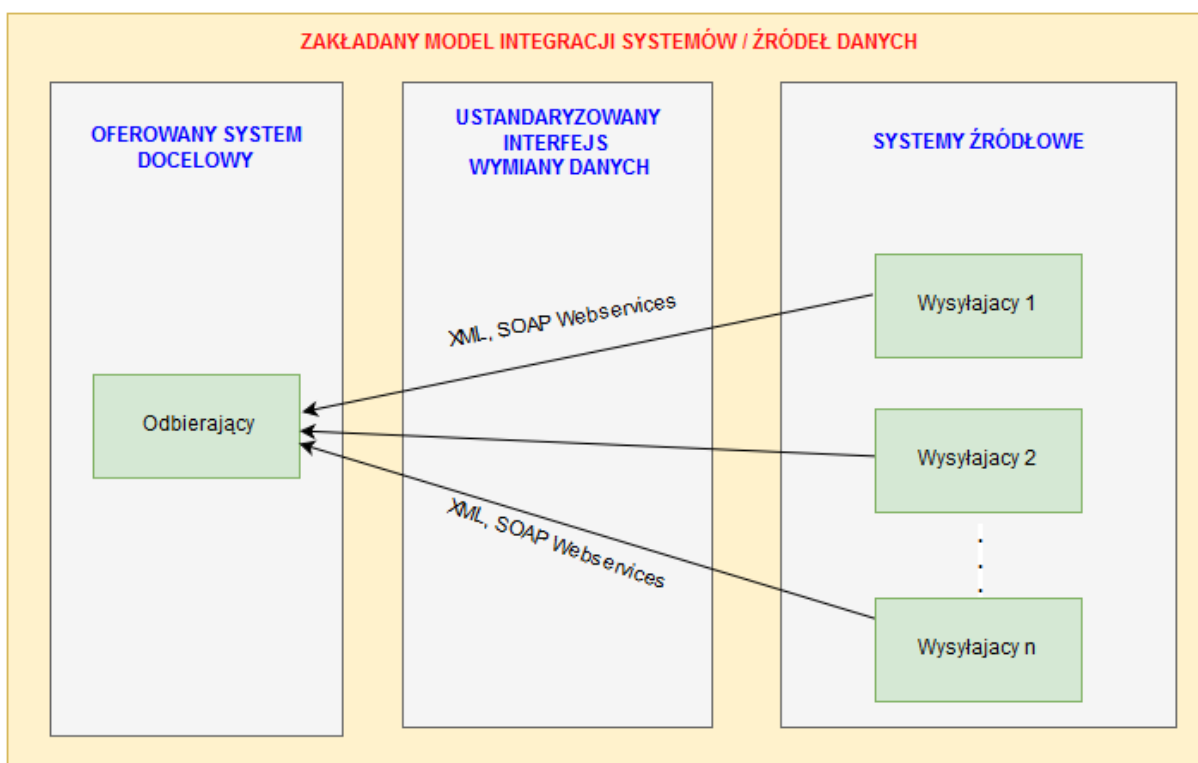 ZAKŁADANY MODEL INTEGRACJI SYSTEMÓW / ŹRÓDEŁ DANYCH
OFEROWANY SYSTEM
DOCELOWY
USTANDARYZOWANY
INTERFEJS
WYMIANY DANYCH
SYSTEMY ŹRÓDŁOWE
XML, SOAP Webservices
Wysyłajacy 1
Odbierający
Wysyłajacy 2
XML, SOAP Webservices
Wysyłajacy n